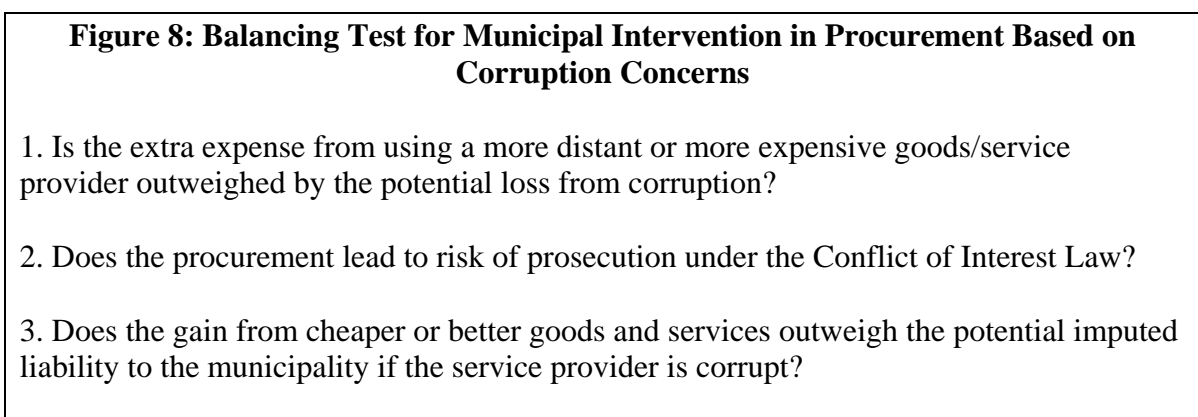 Figure 8: Balancing Test for Municipal Intervention in Procurement Based on
Corruption Concerns
1. Is the extra expense from using a more distant or more expensive goods/service
provider outweighed by the potential loss from corruption?
2. Does the procurement lead to risk of prosecution under the Conflict of Interest Law?
3. Does the gain from cheaper or better goods and services outweigh the potential imputed
liability to the municipality if the service provider is corrupt?